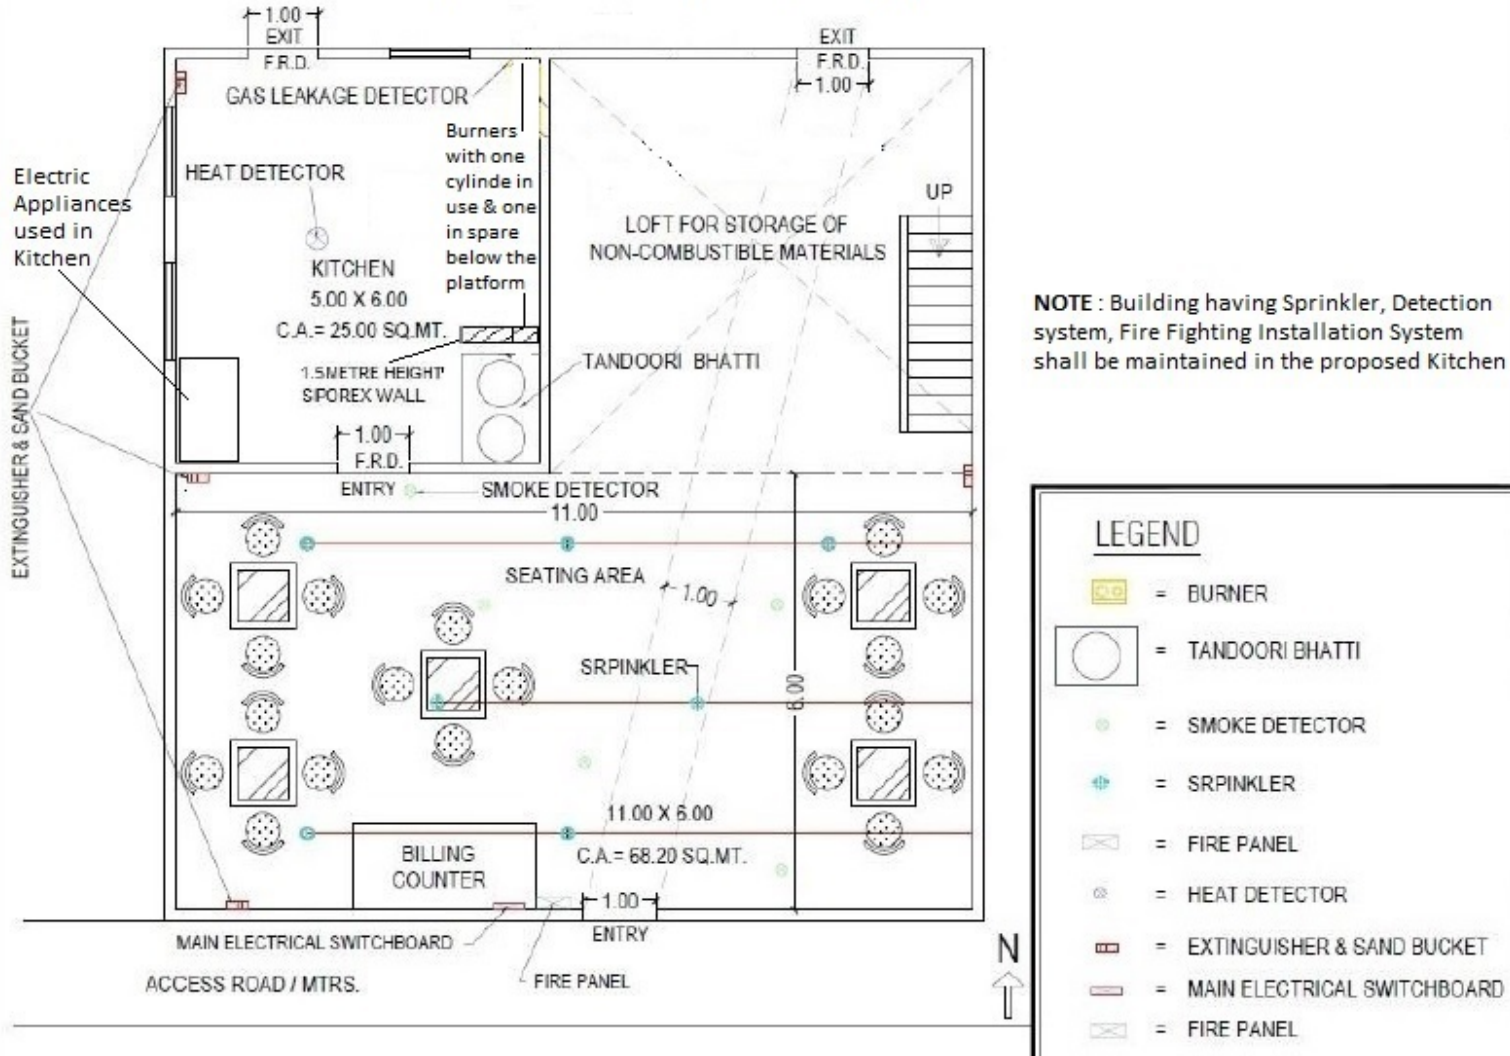 1.00
EXIT
F.R.D.
GAS LEAKAGE DETECTOR
EXIT
F.R.D.
1.00
Burners
with one
cylinde in
use & one
in spare
below the
platform
HEAT DETECTOR
Electric
Appliances
used in
Kitchen
UP
LOFT FOR STORAGE OF
NON-COMBUSTIBLE MATERIALS
KITCHEN
5.00 X 6.00
C.A.= 25.00 SQ.MT.
1.5METRE HEIGHT
SIPOREX WALL
TANDOORI BHATTI
EXTINGUISHER & SAND BUCKET
1.00
F.R.D.
ENTRY
SMOKE DETECTOR
11.00
SEATING AREA
1.00
SRPINKLER
6.00
11.00 X 6.00
C.A.= 68.20 SQ.MT.
BILLING
COUNTER
1.00
ENTRY
MAIN ELECTRICAL SWITCHBOARD
FIRE PANEL
ACCESS ROAD / MTRS.
N
NOTE : Building having Sprinkler, Detection
system, Fire Fighting Installation System
shall be maintained in the proposed Kitchen
LEGEND
= BURNER
= TANDOORI BHATTI
= SMOKE DETECTOR
= SRPINKLER
= FIRE PANEL
= HEAT DETECTOR
= EXTINGUISHER & SAND BUCKET
= MAIN ELECTRICAL SWITCHBOARD
= FIRE PANEL